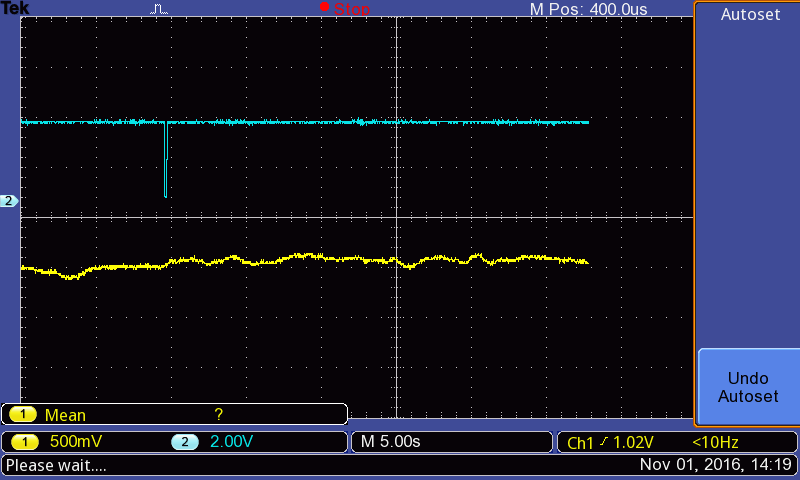 Tek Stop M Pos: 400.0us
Autoset
2
Undo
Autoset
1 Mean ?
1 500mV 2 2.00V M 5.00s Ch1 1.02V <10Hz
Please wait.... Nov 01, 2016, 14:19